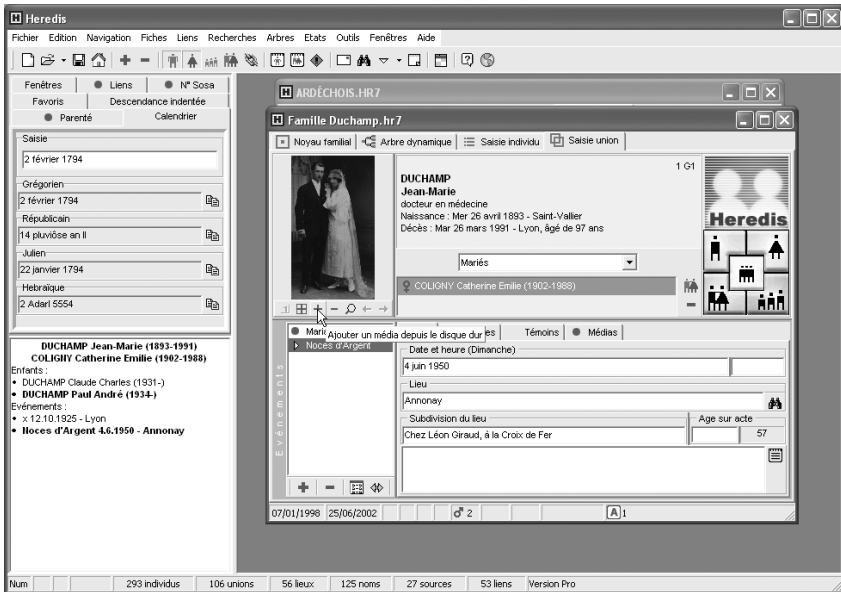 Heredis
Fichier Edition Navigation Fiches Liens Recherches Arbres Etats Outils Fenêtres Aide
Fenêtres Liens N° Sosa
Favoris Descendance indentée
Parenté Calendrier
Saisie
2 février 1794
Grégorien
2 février 1794
Républicain
14 pluviôse an II
Julien
22 janvier 1794
Hebraïque
2 AdarI 5554
DUCHAMP Jean-Marie (1893-1991)
COLIGNY Catherine Emilie (1902-1988)
Enfants :
• DUCHAMP Claude Charles (1931-)
• DUCHAMP Paul André (1934-)
Evénements :
• x 12.10.1925 - Lyon
• Noces d'Argent 4.6.1950 - Annonay
ARDÉCHOIS.HR7
Famille Duchamp.hr7
Noyau familial Arbre dynamique Saisie individu Saisie union
1 G1
DUCHAMP
Jean-Marie
docteur en médecine
Naissance : Mer 26 avril 1893 - Saint-Vallier
Décès : Mar 26 mars 1991 - Lyon, âgé de 97 ans
Mariés
COLIGNY Catherine Emilie (1902-1988)
Heredis
Ajouter un média depuis le disque dur
Témoins Médias
Noces d'Argent
Evénements
Date et heure (Dimanche)
4 juin 1950
Lieu
Annonay
Subdivision du lieu Age sur acte
Chez Léon Giraud, à la Croix de Fer 57
07/01/1998 25/06/2002 2 A 1
Num 293 individus 106 unions 56 lieux 125 noms 27 sources 53 liens Version Pro